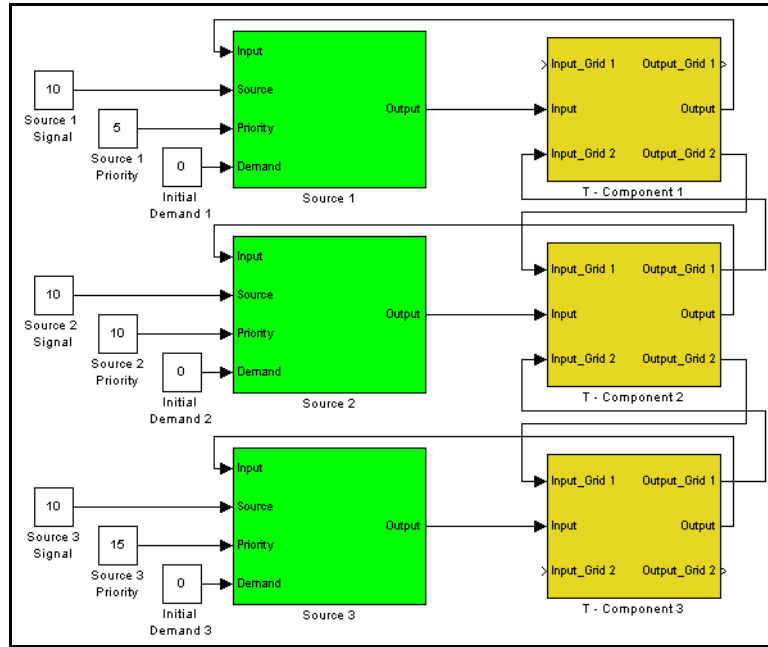 10
Source 1
Signal
5
Source 1
Priority
0
Initial
Demand 1
Input
Source
Priority
Demand
Output
Source 1
Input_Grid 1
Output_Grid 1
Input
Output
Input_Grid 2
Output_Grid 2
T - Component 1
10
Source 2
Signal
10
Source 2
Priority
0
Initial
Demand 2
Input
Source
Priority
Demand
Output
Source 2
Input_Grid 1
Output_Grid 1
Input
Output
Input_Grid 2
Output_Grid 2
T - Component 2
10
Source 3
Signal
15
Source 3
Priority
0
Initial
Demand 3
Input
Source
Priority
Demand
Output
Source 3
Input_Grid 1
Output_Grid 1
Input
Output
Input_Grid 2
Output_Grid 2
T - Component 3